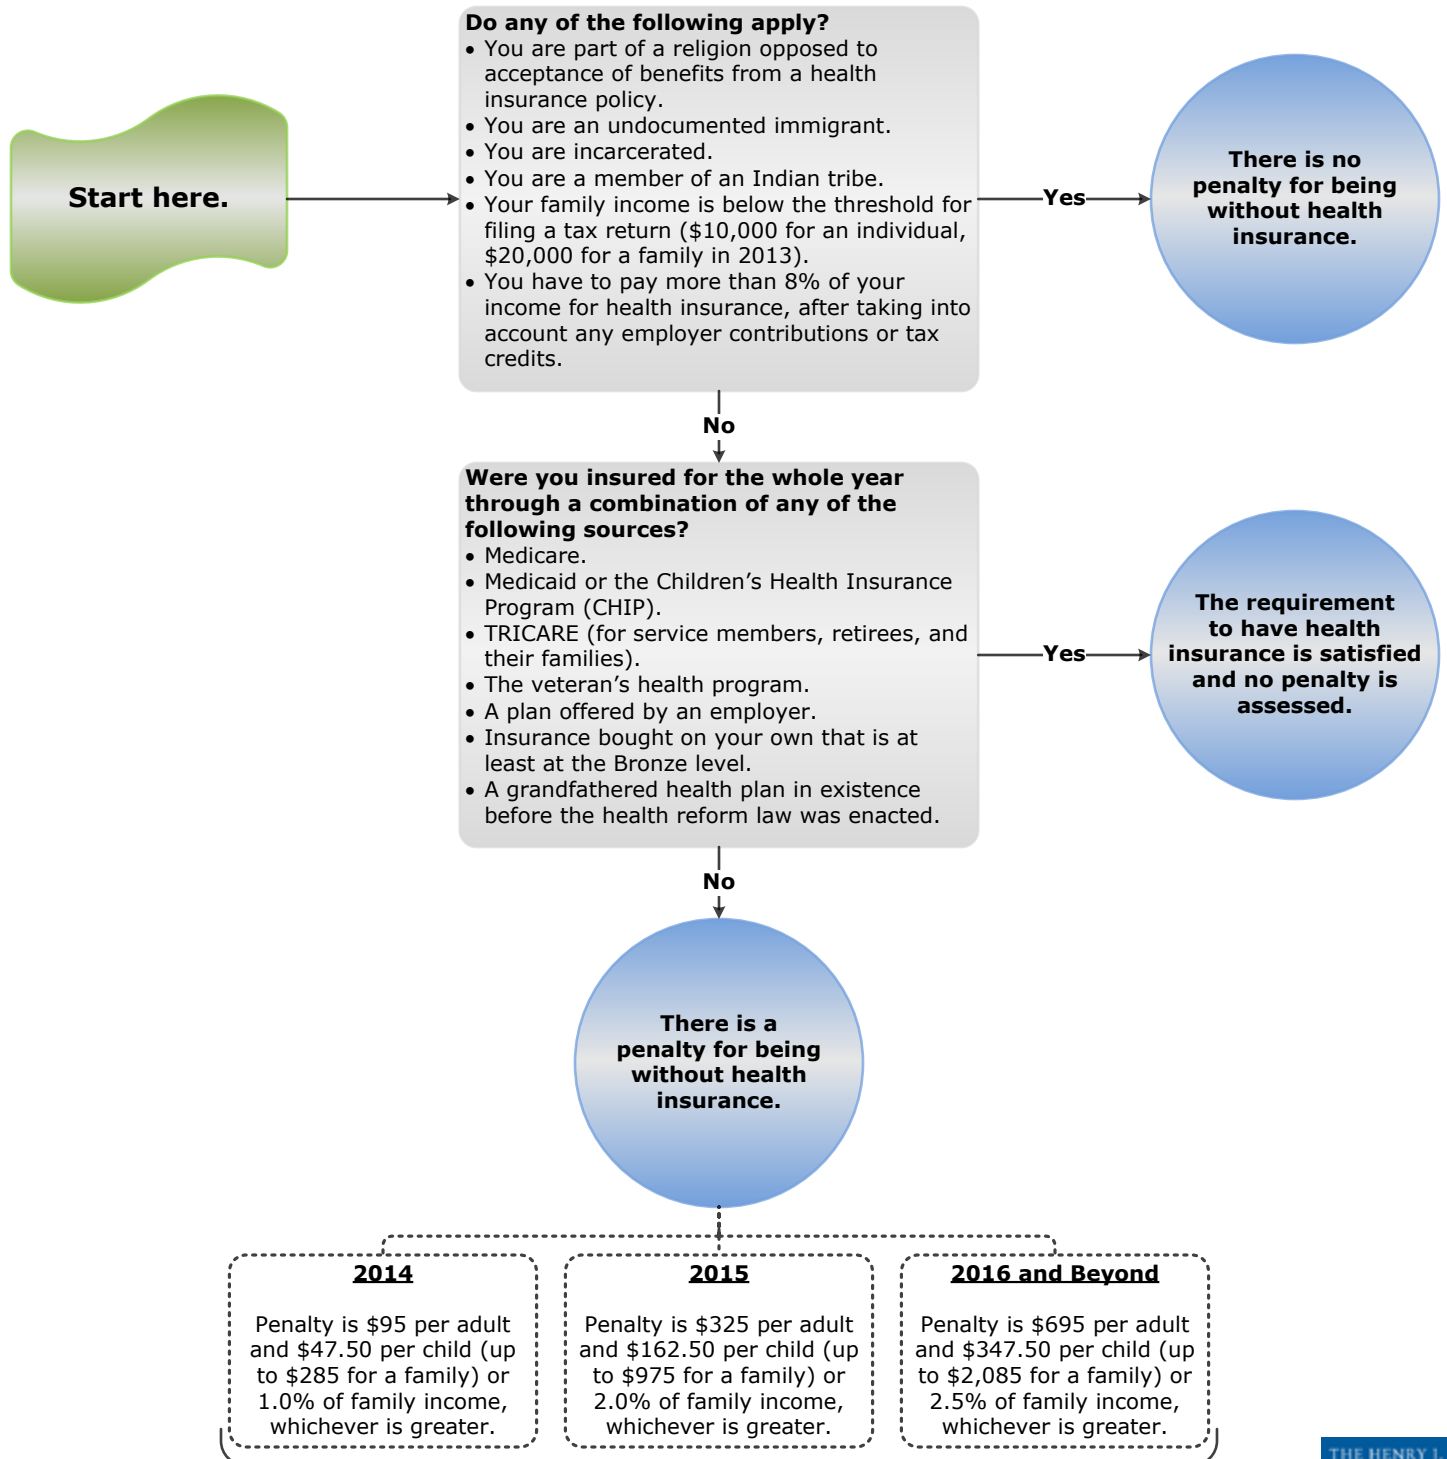 Start here.
Do any of the following apply?
• You are part of a religion opposed to
acceptance of benefits from a health
insurance policy.
• You are an undocumented immigrant.
• You are incarcerated.
• You are a member of an Indian tribe.
• Your family income is below the threshold for
filing a tax return ($10,000 for an individual,
$20,000 for a family in 2013).
• You have to pay more than 8% of your
income for health insurance, after taking into
account any employer contributions or tax
credits.
Yes
There is no
penalty for being
without health
insurance.
No
Were you insured for the whole year
through a combination of any of the
following sources?
• Medicare.
• Medicaid or the Children’s Health Insurance
Program (CHIP).
• TRICARE (for service members, retirees, and
their families).
• The veteran’s health program.
• A plan offered by an employer.
• Insurance bought on your own that is at
least at the Bronze level.
• A grandfathered health plan in existence
before the health reform law was enacted.
Yes
The requirement
to have health
insurance is satisfied
and no penalty is
assessed.
No
There is a
penalty for being
without health
insurance.
2014
Penalty is $95 per adult
and $47.50 per child (up
to $285 for a family) or
1.0% of family income,
whichever is greater.
2015
Penalty is $325 per adult
and $162.50 per child (up
to $975 for a family) or
2.0% of family income,
whichever is greater.
2016 and Beyond
Penalty is $695 per adult
and $347.50 per child (up
to $2,085 for a family) or
2.5% of family income,
whichever is greater.
THE HENRY J.